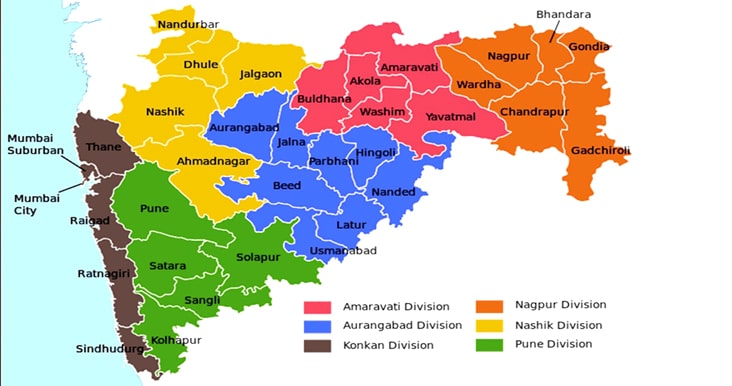 Nandurbar
Bhandara
Nagpur
Gondia
Dhule
Jalgaon
Akola
Amaravati
Wardha
Buldhana
Washim
Yavatmal
Chandrapur
Nashik
Aurangabad
Jalna
Parbhani
Hingoli
Gadchiroli
Mumbai
Suburban
Thane
Ahmadnagar
Beed
Nanded
Mumbai
City
Raigad
Pune
Latur
Usmanabad
Ratnagiri
Satara
Solapur
Sangli
Sindhudurg
Kolhapur
Amaravati Division
Aurangabad Division
Konkan Division
Nagpur Division
Nashik Division
Pune Division